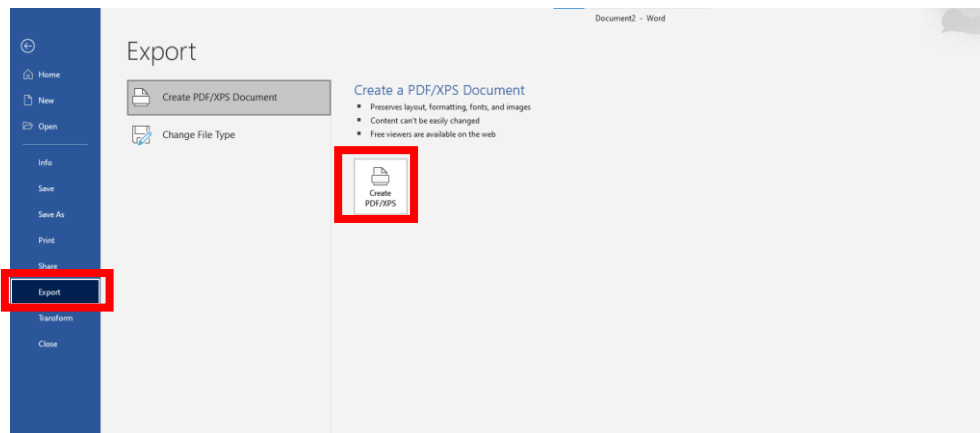 Document2 - Word
Export
Home
New
Open
Info
Save
Save As
Print
Share
Export
Transform
Close
Create PDF/XPS Document
Change File Type
Create a PDF/XPS Document
Preserves layout, formatting, fonts, and images
Content can't be easily changed
Free viewers are available on the web
Create
PDF/XPS